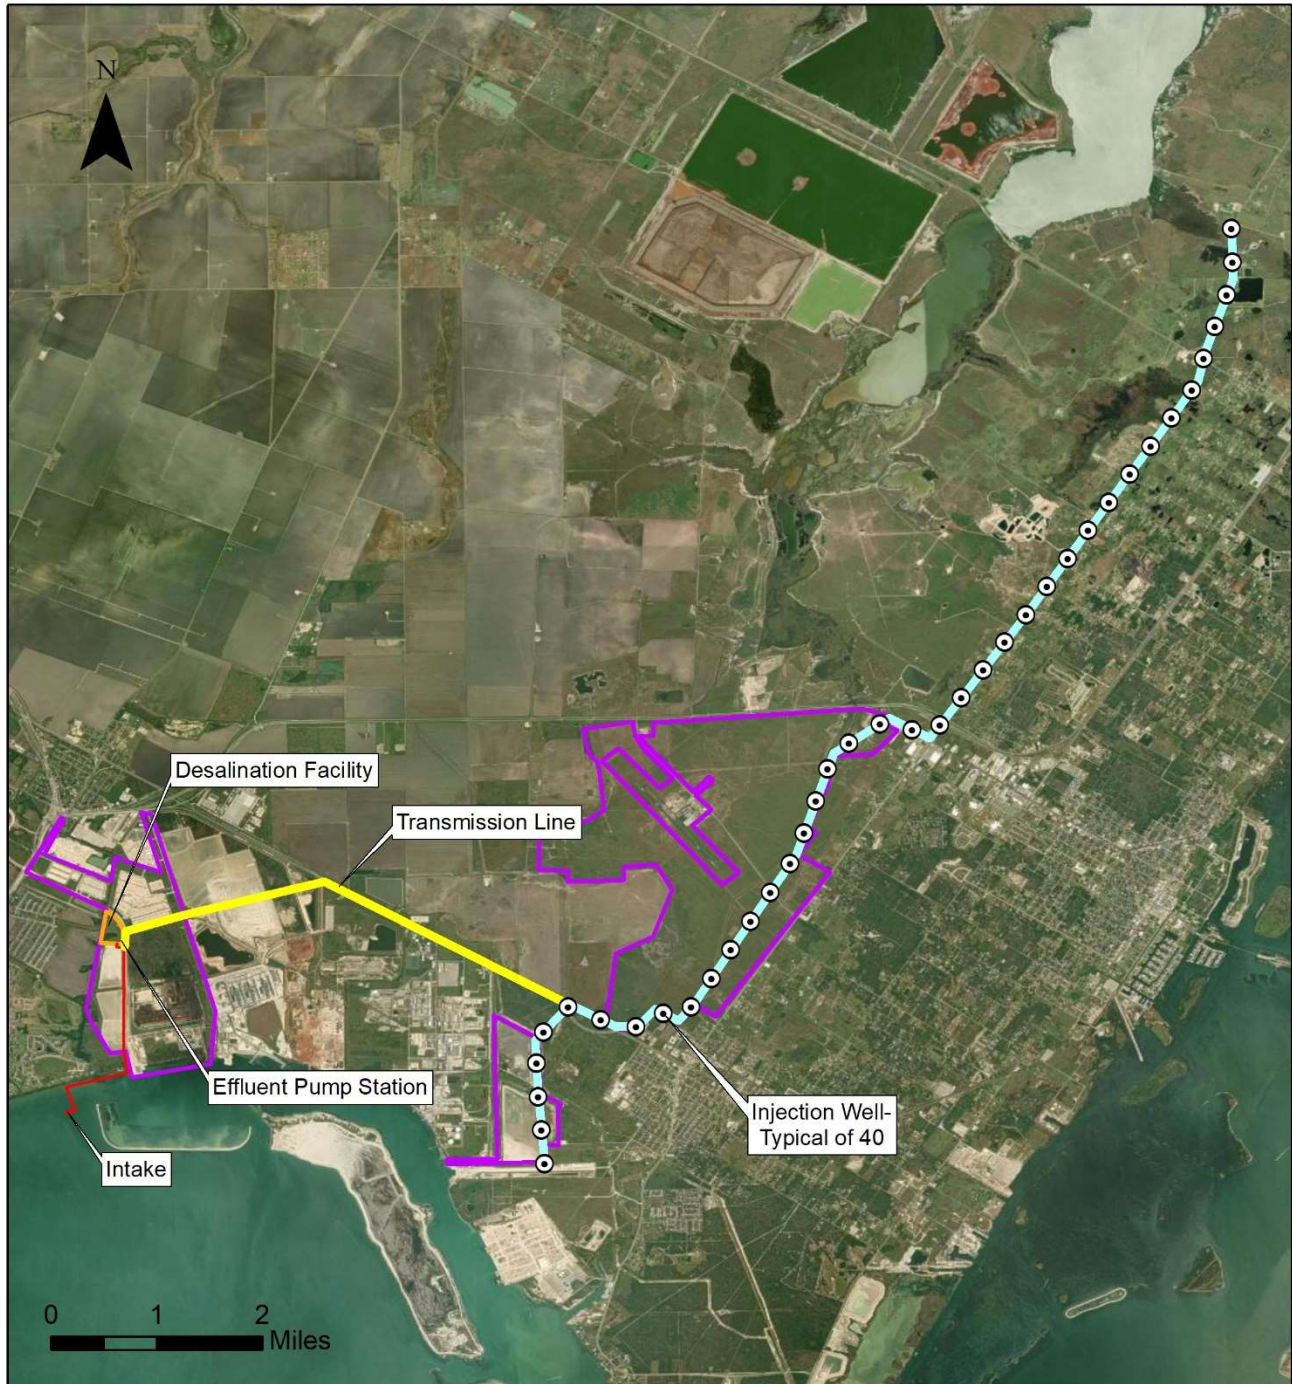 N
Desalination Facility
Transmission Line
Effluent Pump Station
Injection Well-
Typical of 40
Intake
0 1 2
Miles